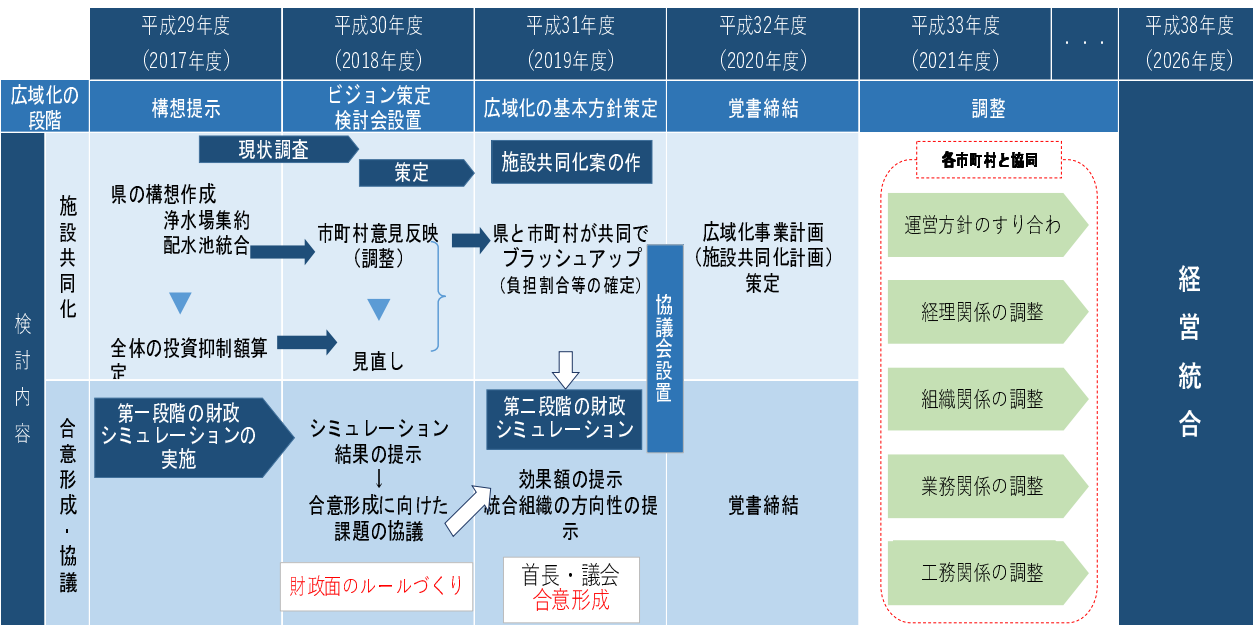 平成29年度
（2017年度）
平成30年度
（2018年度）
平成31年度
（2019年度）
平成32年度
（2020年度）
平成33年度
（2021年度）
・・・
平成38年度
（2026年度）
広域化の
段階
構想提示
ビジョン策定
検討会設置
広域化の基本方針策定
覚書締結
調整
検討内容
施設共同化
現状調査
策定
施設共同化案の作
県の構想作成
浄水場集約
配水池統合
市町村意見反映
（調整）
県と市町村が共同で
ブラッシュアップ
（負担割合等の確定）
広域化事業計画
（施設共同化計画）
策定
全体の投資抑制額算
定
見直し
協議会設置
合意形成・協議
第一段階の財政
シミュレーションの
実施
シミュレーション
結果の提示
↓
合意形成に向けた
課題の協議
財政面のルールづくり
第二段階の財政
シミュレーション
効果額の提示
統合組織の方向性の提
示
首長・議会
合意形成
覚書締結
各市町村と協同
運営方針のすり合わ
経理関係の調整
組織関係の調整
業務関係の調整
工務関係の調整
経営統合